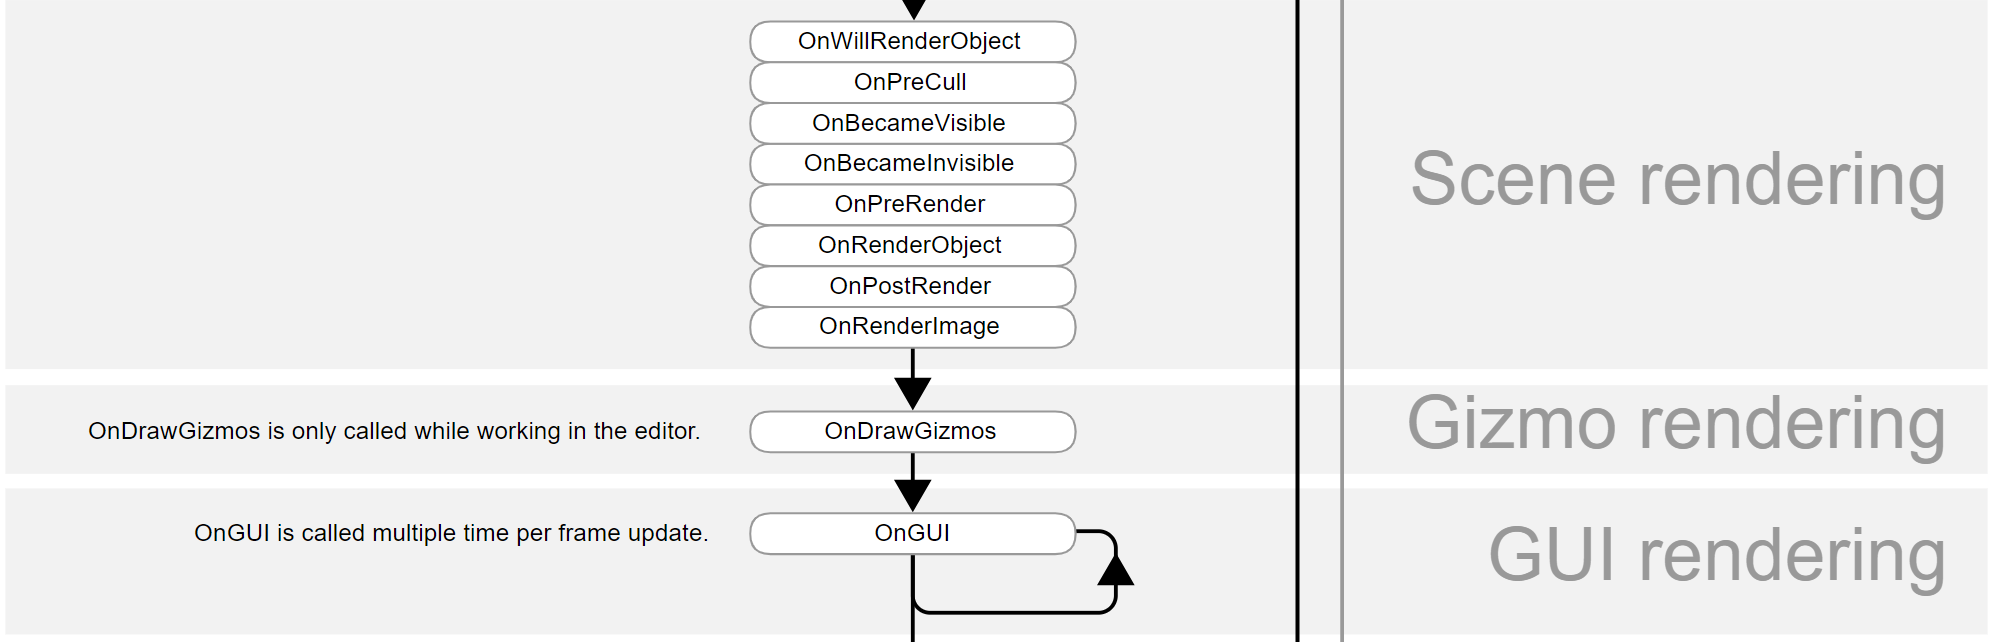 OnWillRenderObject
OnPreCull
OnBecameVisible
OnBecameInvisible
OnPreRender
OnRenderObject
OnPostRender
OnRenderImage
Scene rendering
OnDrawGizmos is only called while working in the editor.
OnDrawGizmos
Gizmo rendering
OnGUI is called multiple time per frame update.
OnGUI
GUI rendering